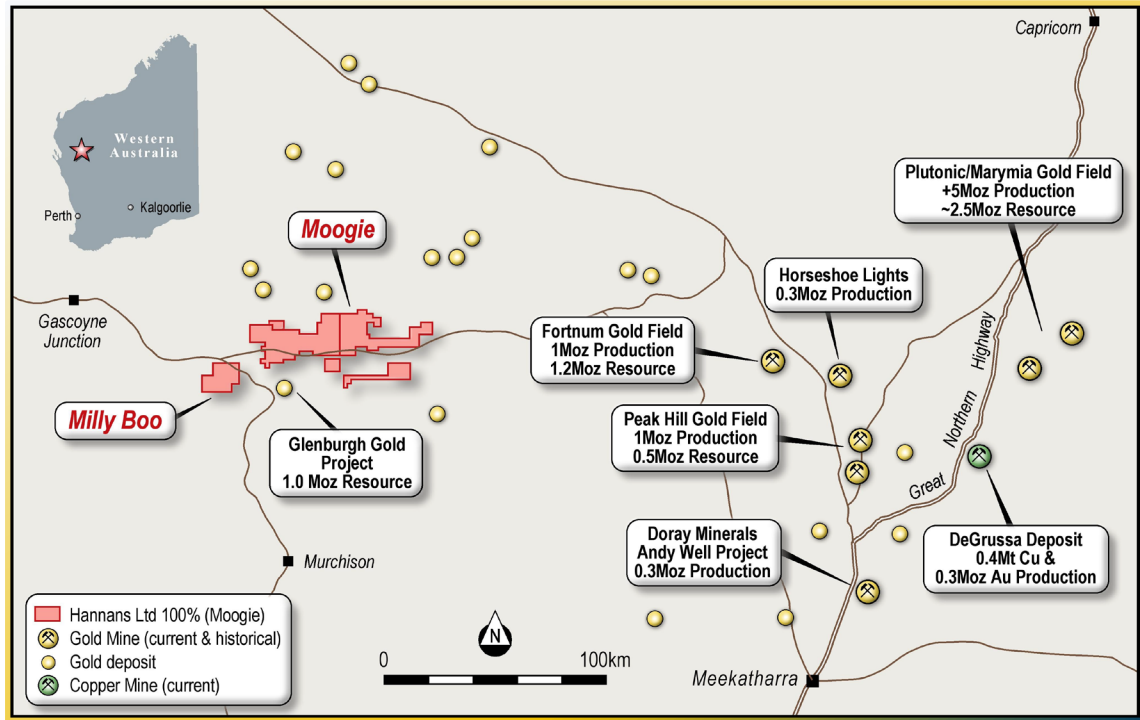 Capricorn
Western
Australia
Perth
Kalgoorlie
Plutonic/Marymia Gold Field
+5Moz Production
~2.5Moz Resource
Moogie
Horseshoe Lights
0.3Moz Production
Gascoyne
Junction
Fortnum Gold Field
1Moz Production
1.2Moz Resource
Milly Boo
Glenburgh Gold
Project
1.0 Moz Resource
Peak Hill Gold Field
1Moz Production
0.5Moz Resource
Great Northern Highway
Murchison
Doray Minerals
Andy Well Project
0.3Moz Production
DeGrussa Deposit
0.4Mt Cu &
0.3Moz Au Production
Hannans Ltd 100% (Moogie)
Gold Mine (current & historical)
Gold deposit
Copper Mine (current)
N
0 100km
Meekatharra